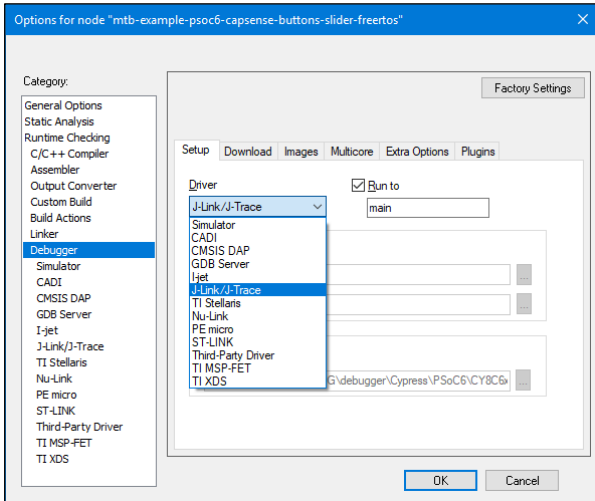 Options for node "mtb-example-psoc6-capsense-buttons-slider-freertos"
Category:
Factory Settings
General Options
Static Analysis
Runtime Checking
C/C++ Compiler
Assembler
Output Converter
Custom Build
Build Actions
Linker
Debugger
Simulator
CADI
CMSIS DAP
GDB Server
I-jet
J-Link/J-Trace
TI Stellaris
Nu-Link
PE micro
ST-LINK
Third-Party Driver
TI MSP-FET
TI XDS
Setup Download Images Multicore Extra Options Plugins
Driver
Run to
J-Link/J-Trace
main
Simulator
CADI
CMSIS DAP
GDB Server
I-jet
J-Link/J-Trace
TI Stellaris
Nu-Link
PE micro
ST-LINK
Third-Party Driver
TI MSP-FET
TI XDS
G\debugger\Cypress\PSoC6\CY8C6
...
...
...
OK Cancel